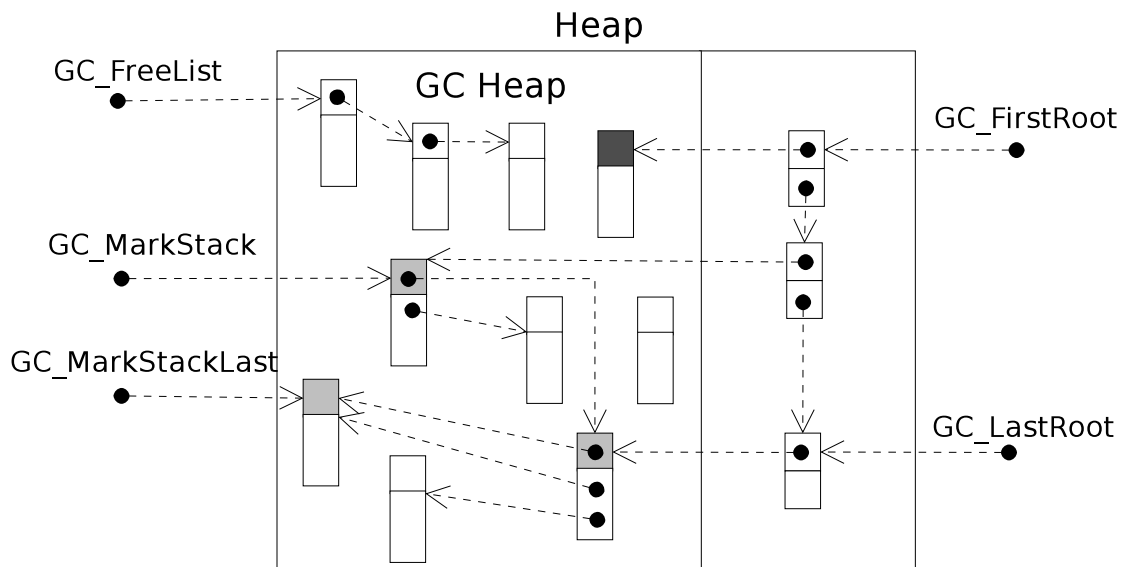 Heap
GC_FreeList
GC Heap
GC_FirstRoot
GC_MarkStack
GC_MarkStackLast
GC_LastRoot